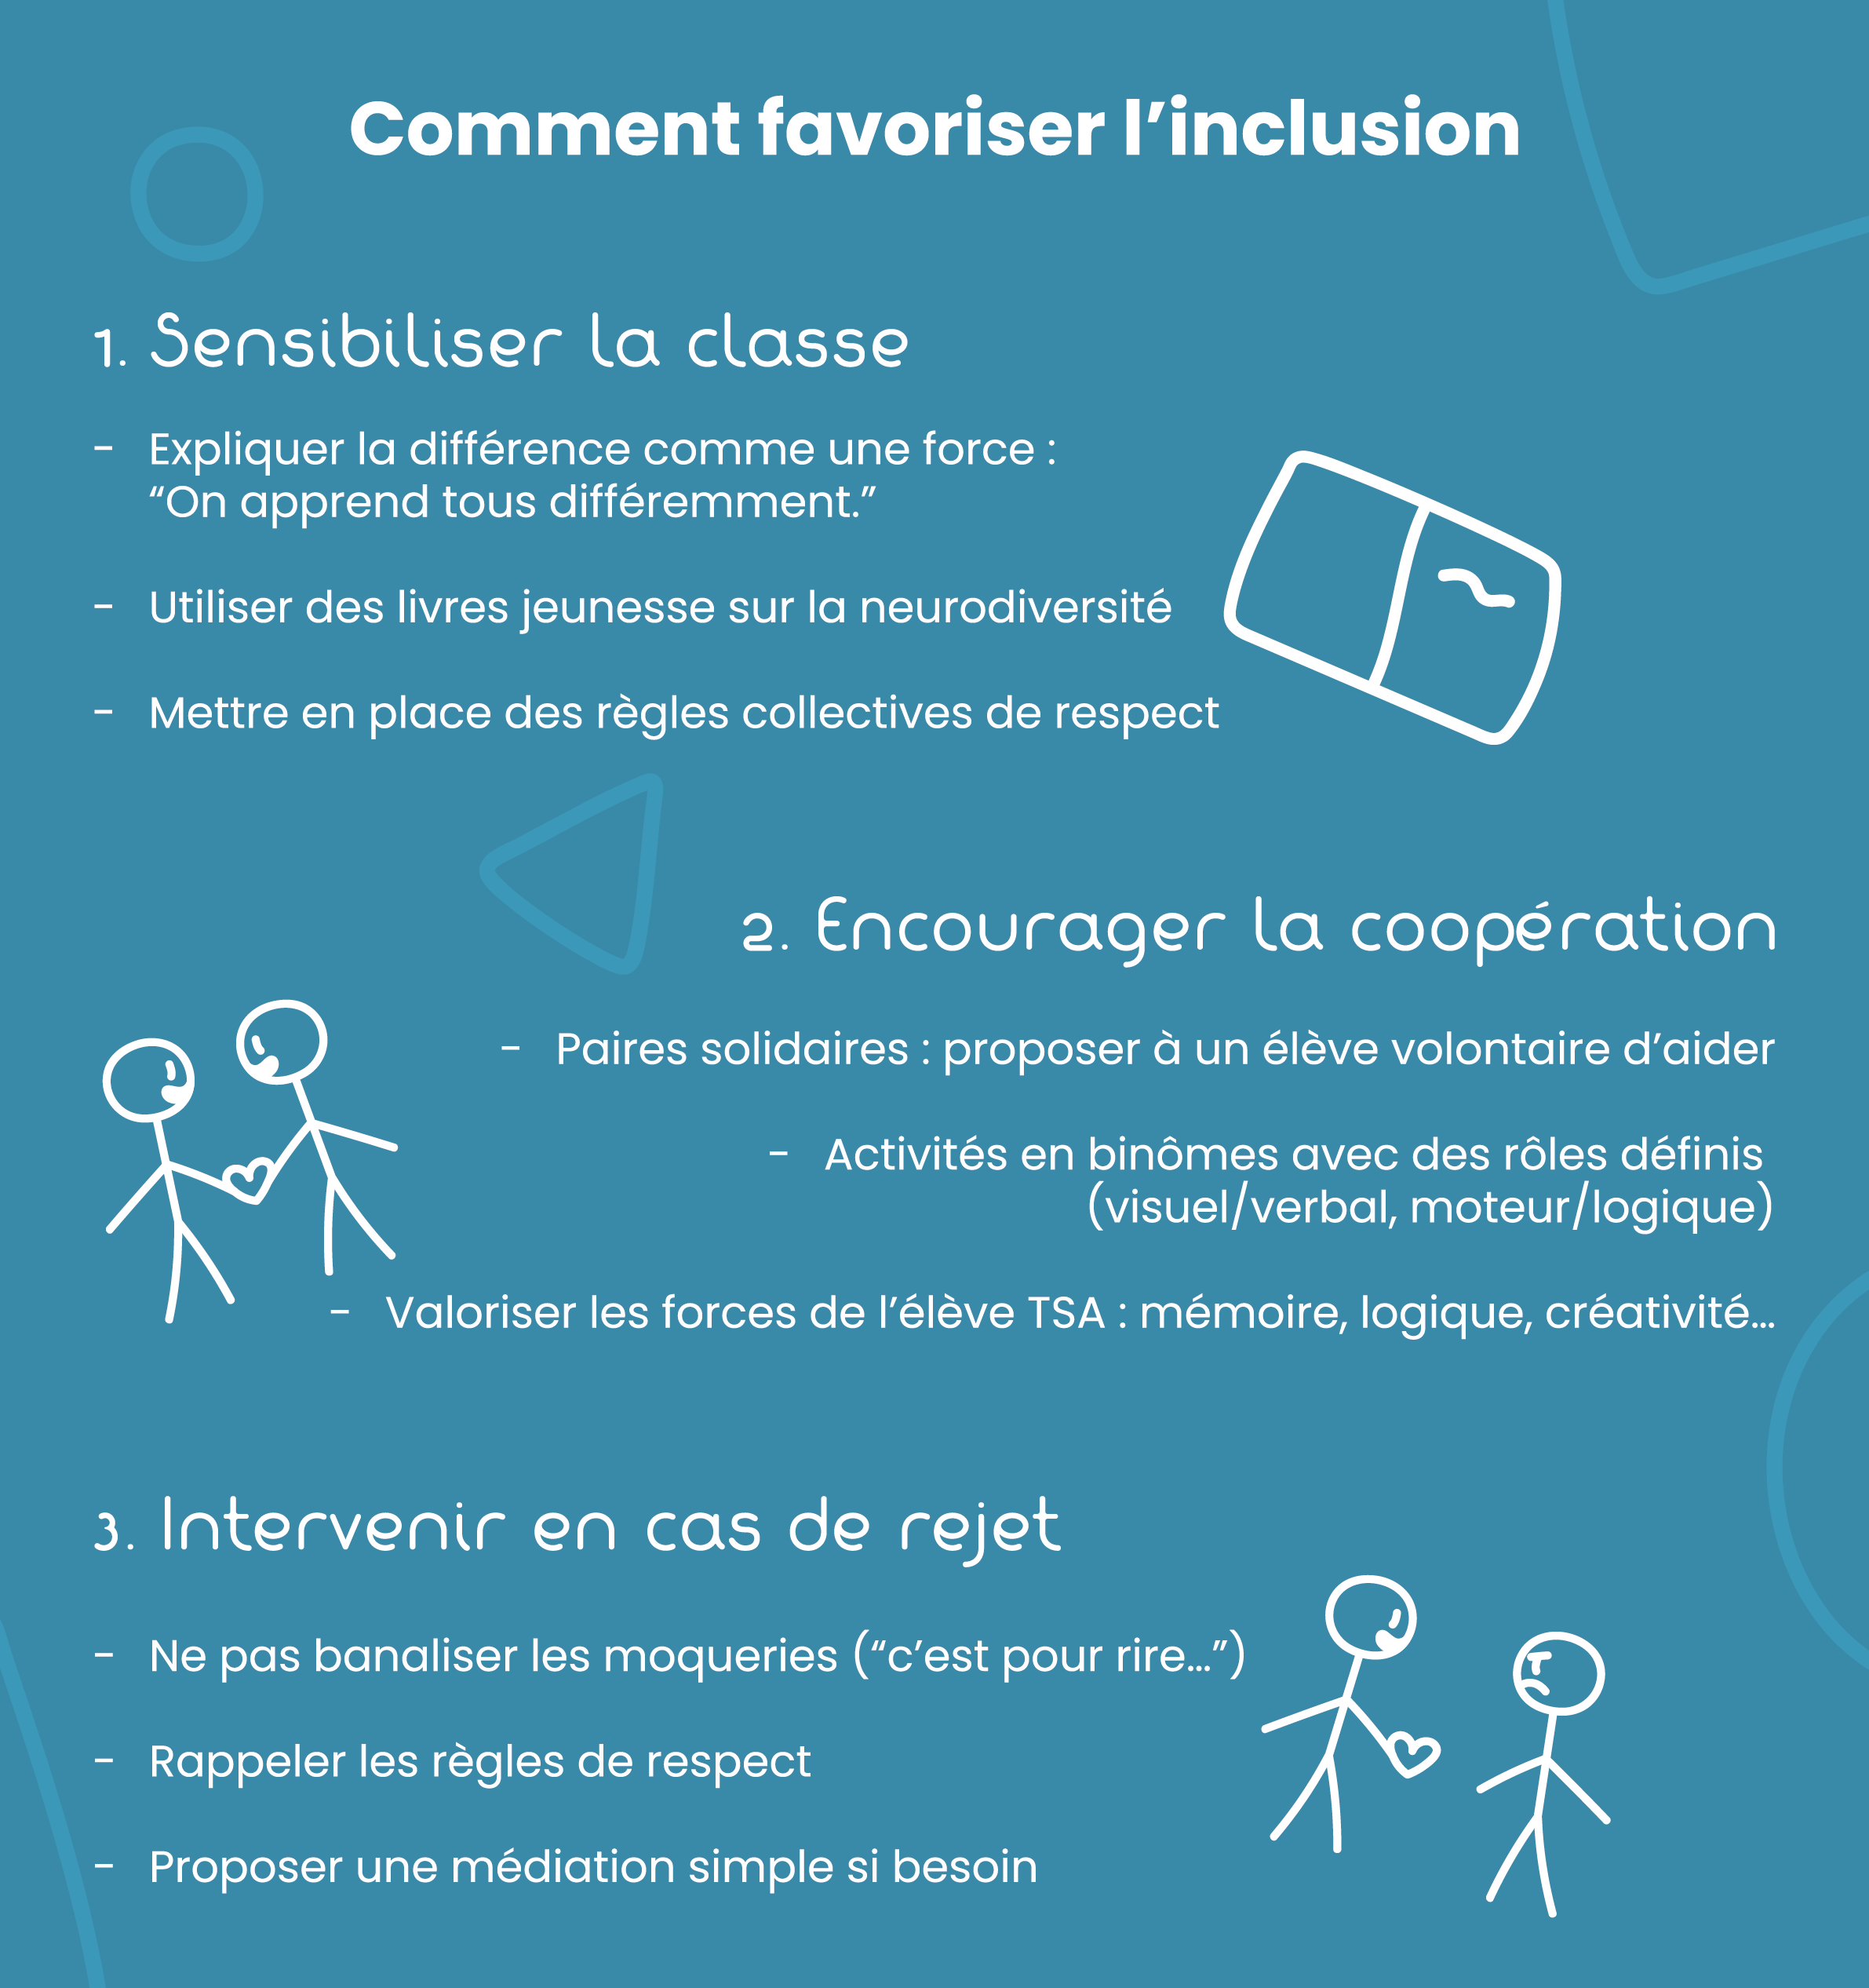 Comment favoriser l’inclusion
1. Sensibiliser la classe
- Expliquer la différence comme une force :
“On apprend tous différemment.”
- Utiliser des livres jeunesse sur la neurodiversité
- Mettre en place des règles collectives de respect
2. Encourager la coopération
- Paires solidaires : proposer à un élève volontaire d’aider
- Activités en binômes avec des rôles définis
(visuel/verbal, moteur/logique)
- Valoriser les forces de l’élève TSA : mémoire, logique, créativité...
3. Intervenir en cas de rejet
- Ne pas banaliser les moqueries (“c’est pour rire...”)
- Rappeler les règles de respect
- Proposer une médiation simple si besoin